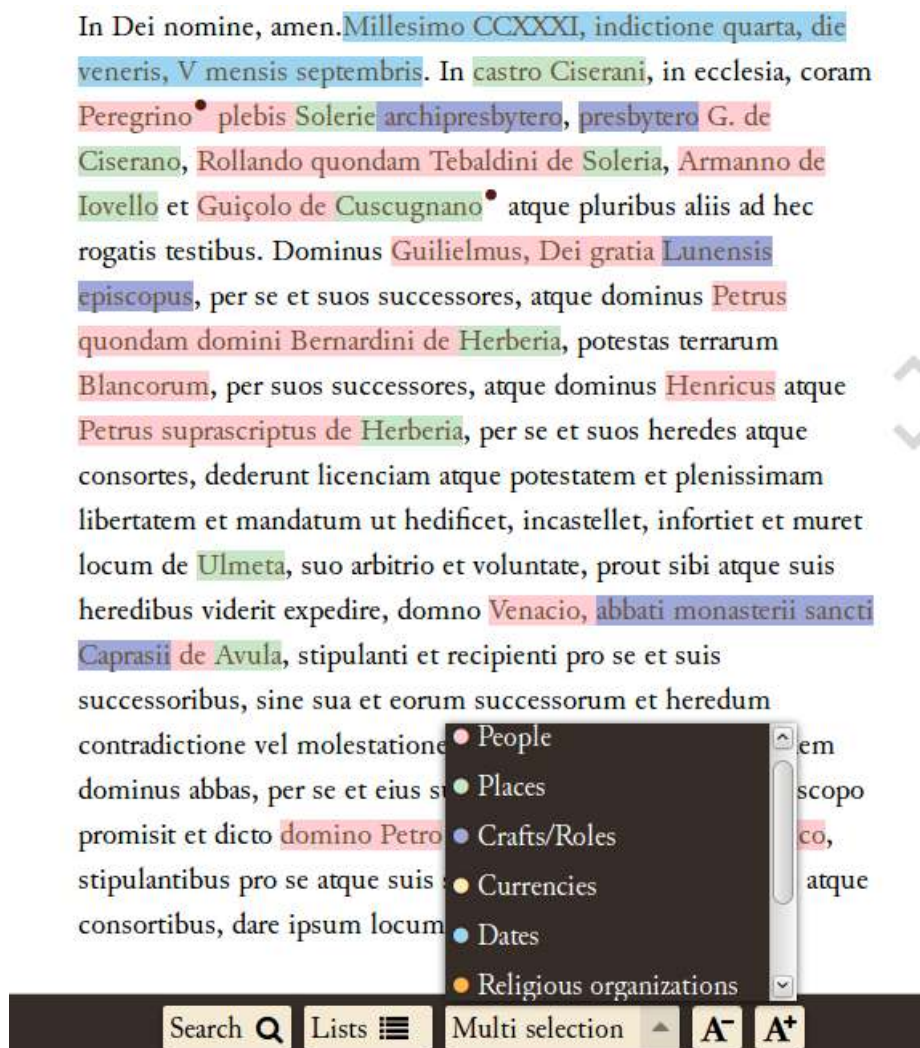 In Dei nomine, amen.Millesimo CCXXXI, indictione quarta, die
veneris, V mensis septembris. In castro Ciserani, in ecclesia, coram
Peregrino• plebis Solerie archipresbytero, presbytero G. de
Ciserano, Rollando quondam Tebaldini de Soleria, Armanno de
Iovello et Guiçolo de Cuscugnano• atque pluribus aliis ad hec
rogatis testibus. Dominus Guilielmus, Dei gratia Lunensis
episcopus, per se et suos successores, atque dominus Petrus
quondam domini Bernardini de Herberia, potestas terrarum
Blancorum, per suos successores, atque dominus Henricus atque
Petrus suprascriptus de Herberia, per se et suos heredes atque
consortes, dederunt licenciam atque potestatem et plenissimam
libertatem et mandatum ut hedificet, incastellet, infortiet et muret
locum de Ulmeta, suo arbitrio et voluntate, prout sibi atque suis
heredibus viderit expedire, domno Venacio, abbati monasterii sancti
Caprasii de Avula, stipulanti et recipienti pro se et suis
successoribus, sine sua et eorum successorum et heredum
contradictione vel molestatione em
dominus abbas, per se et eius s scopo
promisit et dicto domino Petro co,
stipulantibus pro se atque suis atque
consortibus, dare ipsum locum
• People
• Places
• Crafts/Roles
• Currencies
• Dates
• Religious organizations
Search Lists Multi selection A- A+